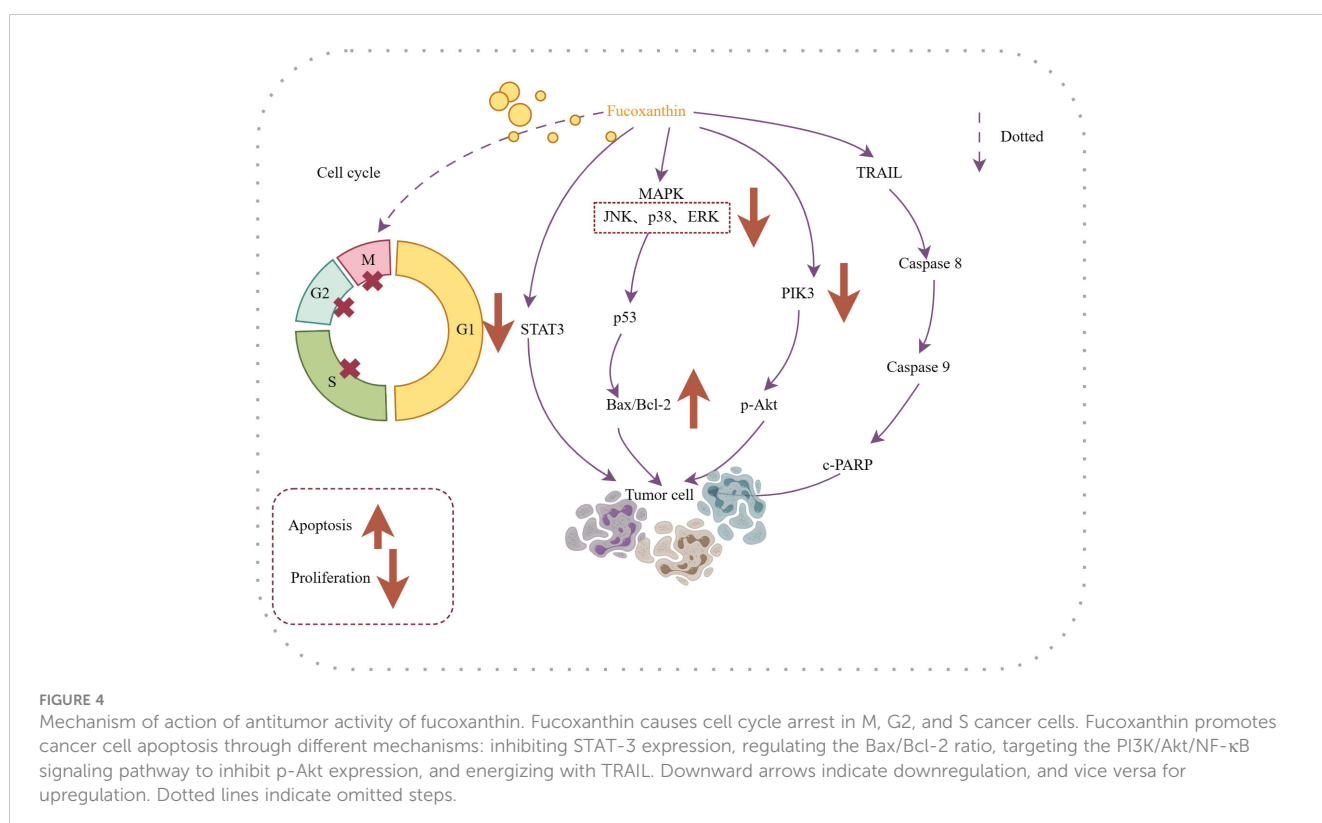 Fucoxanthin
Dotted
Cell cycle
TRAIL
MAPK
JNK、p38、ERK
M
Caspase 8
G2
PIK3
G1
STAT3
p53
Caspase 9
S
Bax/Bcl-2
p-Akt
c-PARP
Tumor cell
Apoptosis
Proliferation
FIGURE 4
Mechanism of action of antitumor activity of fucoxanthin. Fucoxanthin causes cell cycle arrest in M, G2, and S cancer cells. Fucoxanthin promotes
cancer cell apoptosis through different mechanisms: inhibiting STAT-3 expression, regulating the Bax/Bcl-2 ratio, targeting the PI3K/Akt/NF-κB
signaling pathway to inhibit p-Akt expression, and energizing with TRAIL. Downward arrows indicate downregulation, and vice versa for
upregulation. Dotted lines indicate omitted steps.